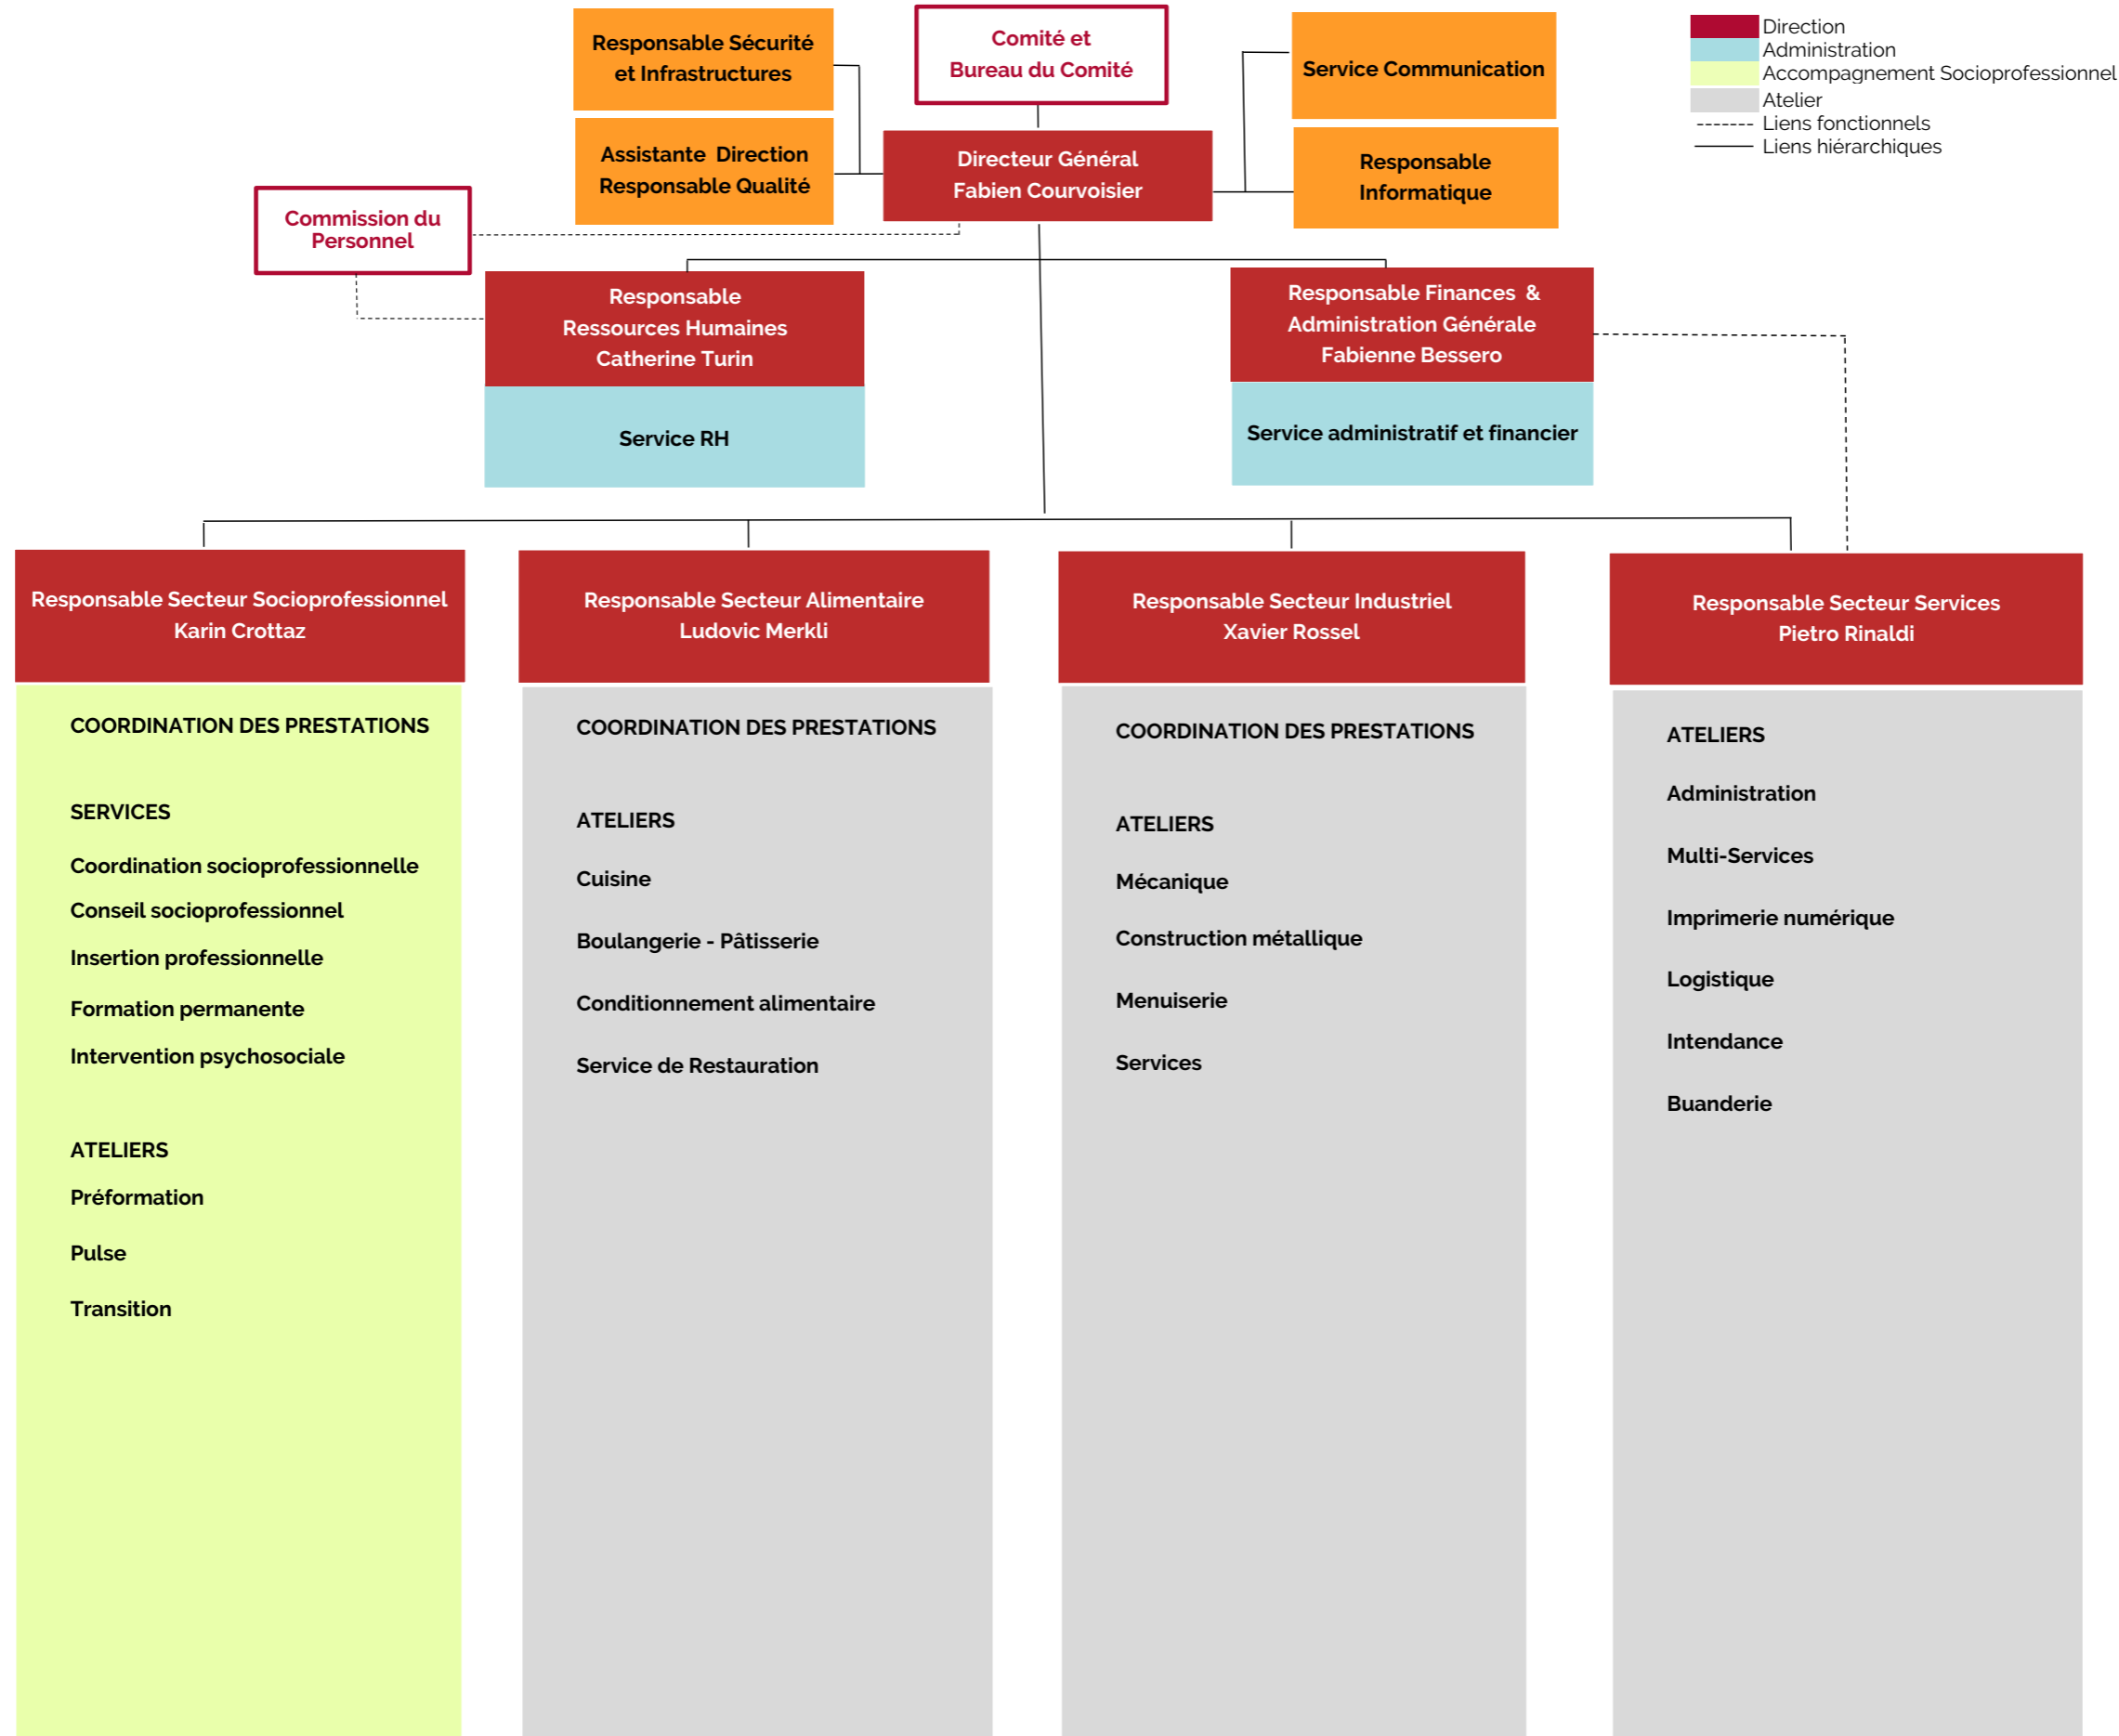 Responsable Sécurité
et Infrastructures
Comité et
Bureau du Comité
Service Communication
Direction
Administration
Accompagnement Socioprofessionnel
Atelier
Liens fonctionnels
Liens hiérarchiques
Assistante Direction
Responsable Qualité
Directeur Général
Fabien Courvoisier
Responsable
Informatique
Commission du
Personnel
Responsable
Ressources Humaines
Catherine Turin
Service RH
Responsable Finances &
Administration Générale
Fabienne Bessero
Service administratif et financier
Responsable Secteur Socioprofessionnel
Karin Crottaz
COORDINATION DES PRESTATIONS
SERVICES
Coordination socioprofessionnelle
Conseil socioprofessionnel
Insertion professionnelle
Formation permanente
Intervention psychosociale
ATELIERS
Préformation
Pulse
Transition
Responsable Secteur Alimentaire
Ludovic Merkli
COORDINATION DES PRESTATIONS
ATELIERS
Cuisine
Boulangerie - Pâtisserie
Conditionnement alimentaire
Service de Restauration
Responsable Secteur Industriel
Xavier Rossel
COORDINATION DES PRESTATIONS
ATELIERS
Mécanique
Construction métallique
Menuiserie
Services
Responsable Secteur Services
Pietro Rinaldi
ATELIERS
Administration
Multi-Services
Imprimerie numérique
Logistique
Intendance
Buanderie